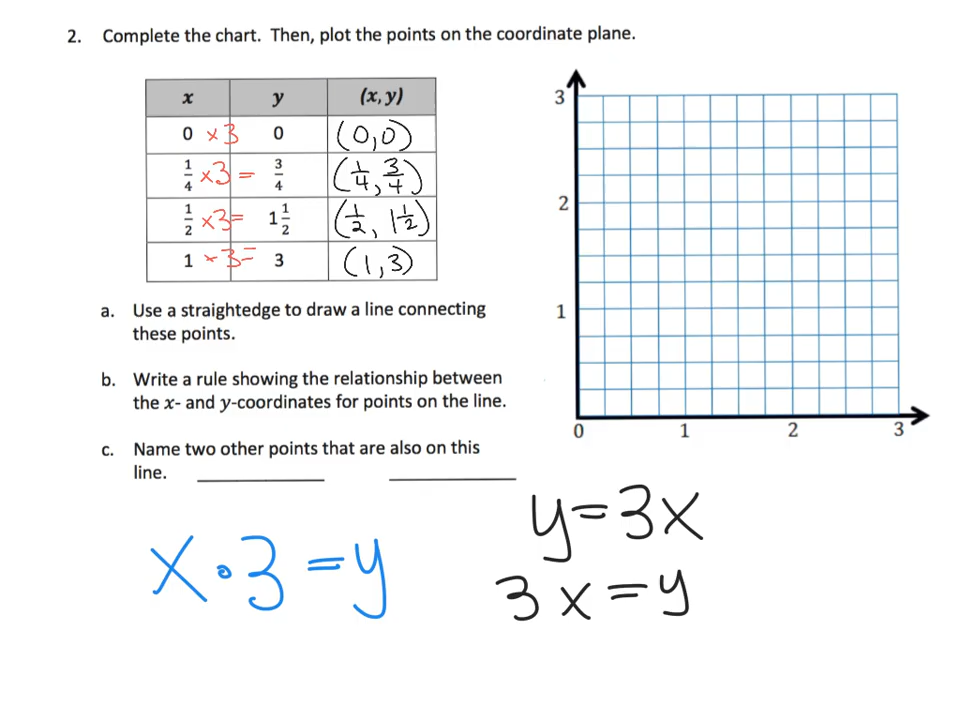 2. Complete the chart. Then, plot the points on the coordinate plane.
x y (x, y)
0 ×3 0 (0,0)
1/4 ×3 = 3/4 (1/4, 3/4)
1/2 ×3= 1 1/2 (1/2, 1 1/2)
1 ×3= 3 (1,3)
a. Use a straightedge to draw a line connecting
these points.
b. Write a rule showing the relationship between
the x- and y-coordinates for points on the line.
c. Name two other points that are also on this
line. ____________ ____________
3
2
1
0 1 2 3
y=3x
x·3=y
3x=y